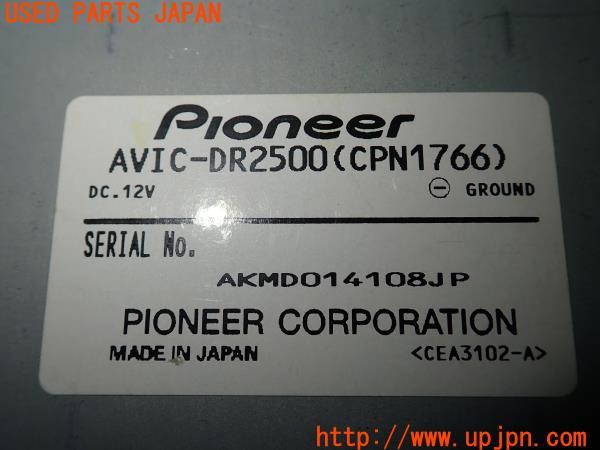 USED PARTS JAPAN
Pioneer
AVIC-DR2500(CPN1766)
DC.12V ⊖ GROUND
SERIAL No.
AKMD014108JP
PIONEER CORPORATION
MADE IN JAPAN <CEA3102-A>
http://www.upjpn.com